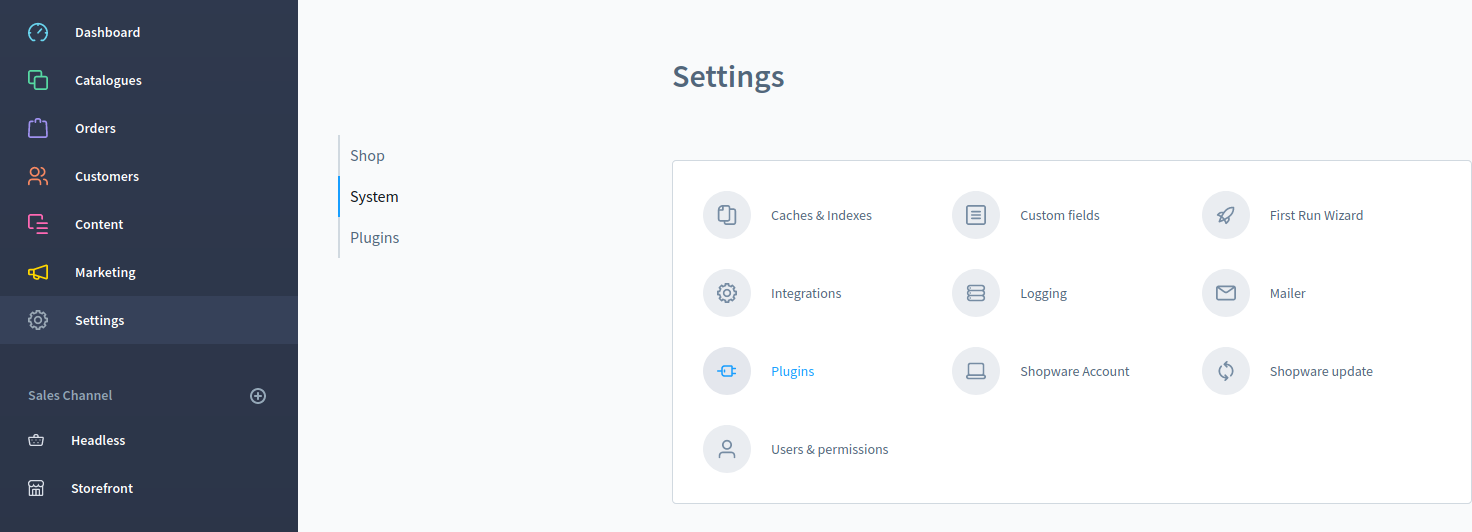 Dashboard
Catalogues
Orders
Customers
Content
Marketing
Settings
Sales Channel
Headless
Storefront
Settings
Shop
System
Plugins
Caches & Indexes
Custom fields
First Run Wizard
Integrations
Logging
Mailer
Plugins
Shopware Account
Shopware update
Users & permissions